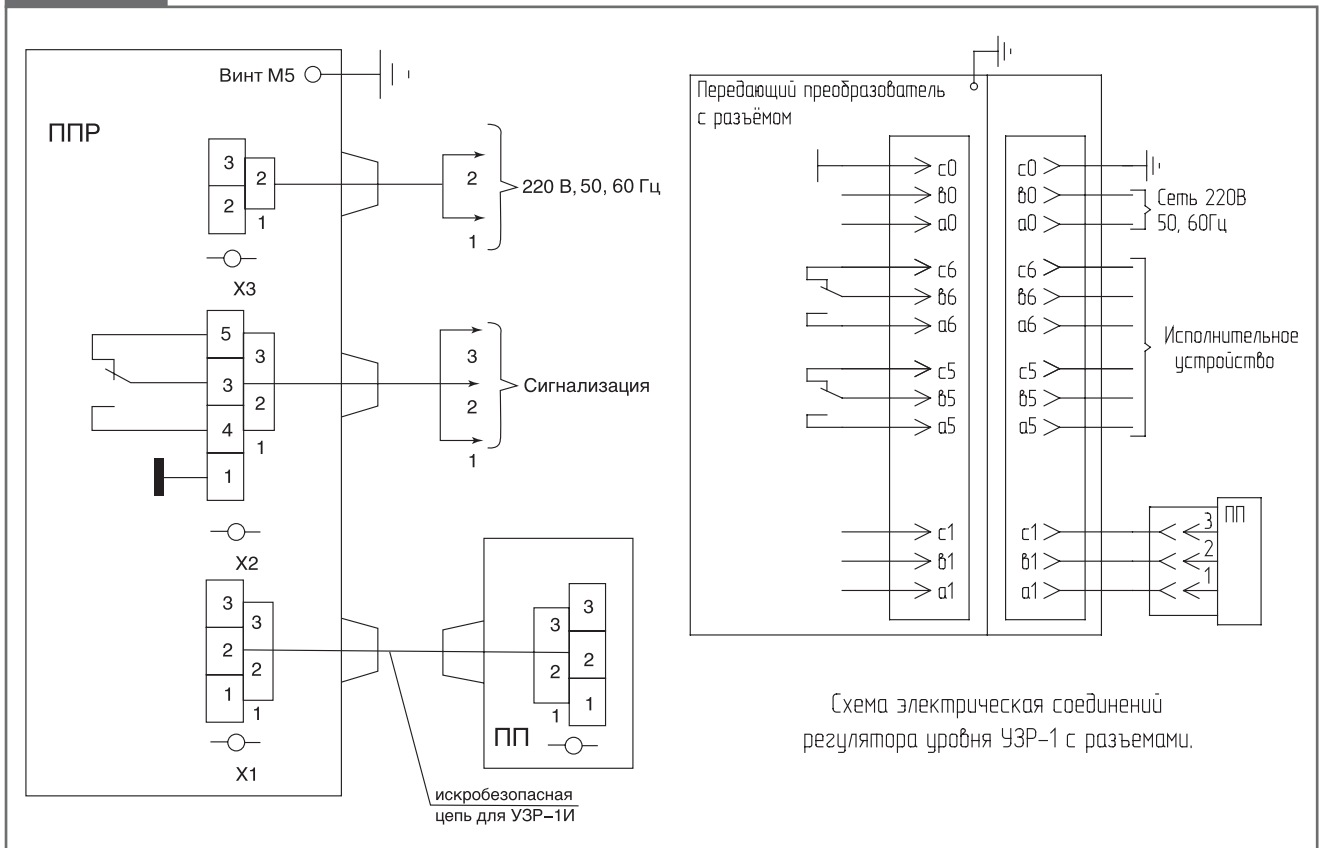 Винт М5
ППР
3
2
2
1
2
1
220 В, 50, 60 Гц
X3
5
3
3
2
4
1
1
3
2
1
Сигнализация
X2
3
3
2
2
1
1
X1
3
3
2
2
1
1
ПП
искробезопасная
цепь для УЗР–1И
Передающий преобразователь
с разъёмом
с0
с0
в0
в0
а0
а0
Сеть 220В
50, 60Гц
с6
с6
в6
в6
а6
а6
с5
с5
в5
в5
а5
а5
Исполнительное
устройство
с1
с1
3
ПП
в1
в1
2
а1
а1
1
Схема электрическая соединений
регулятора уровня УЗР–1 с разъемами.